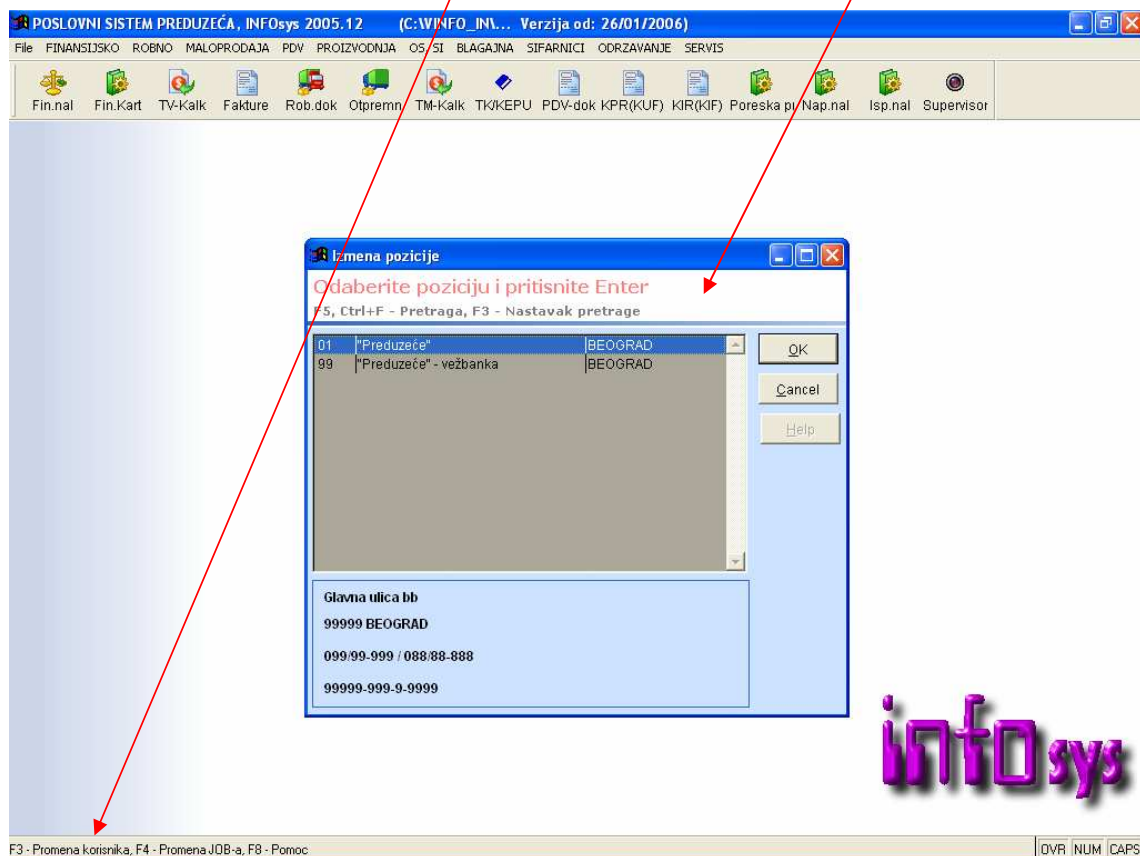 POSLOVNI SISTEM PREDUZEĆA, INFOsys 2005.12 (C:\WINFO_IN\... Verzija od: 26/01/2006)
File FINANSIJSKO ROBNO MALOPRODAJA PDV PROIZVODNJA OS/SI BLAGAJNA SIFARNICI ODRZAVANJE SERVIS
Fin.nal Fin.Kart TV-Kalk Fakture Rob.dok Otpremn TM-Kalk TK/KEPU PDV-dok KPR(KUF) KIR(KIF) Poreska pr Nap.nal Isp.nal Supervisor
Izmena pozicije
Odaberite poziciju i pritisnite Enter
F5, Ctrl+F - Pretraga, F3 - Nastavak pretrage
01 "Preduzeće" BEOGRAD
99 "Preduzeće" - vežbanka BEOGRAD
OK
Cancel
Help
Glavna ulica bb
99999 BEOGRAD
099/99-999 / 088/88-888
99999-999-9-9999
infosys
F3 - Promena korisnika, F4 - Promena JOB-a, F8 - Pomoc OVR NUM CAPS